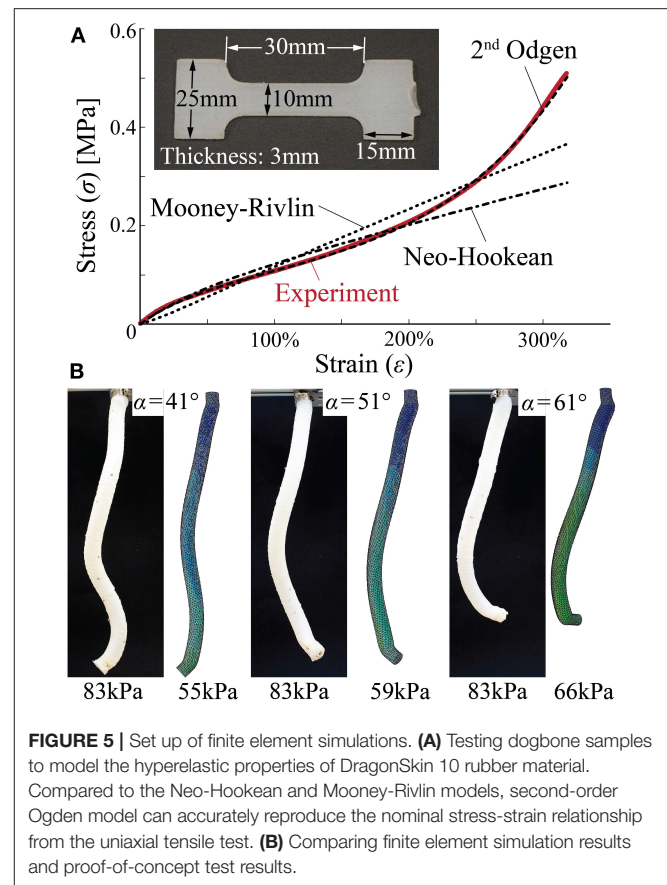 A
0.6
0.4
0.2
0
Stress (σ) [MPa]
30mm
25mm
10mm
15mm
Thickness: 3mm
2nd Odgen
Mooney-Rivlin
Neo-Hookean
Experiment
100%
200%
300%
Strain (ε)
B
α=41°
α=51°
α=61°
83kPa
55kPa
83kPa
59kPa
83kPa
66kPa
FIGURE 5 | Set up of finite element simulations. (A) Testing dogbone samples
to model the hyperelastic properties of DragonSkin 10 rubber material.
Compared to the Neo-Hookean and Mooney-Rivlin models, second-order
Ogden model can accurately reproduce the nominal stress-strain relationship
from the uniaxial tensile test. (B) Comparing finite element simulation results
and proof-of-concept test results.